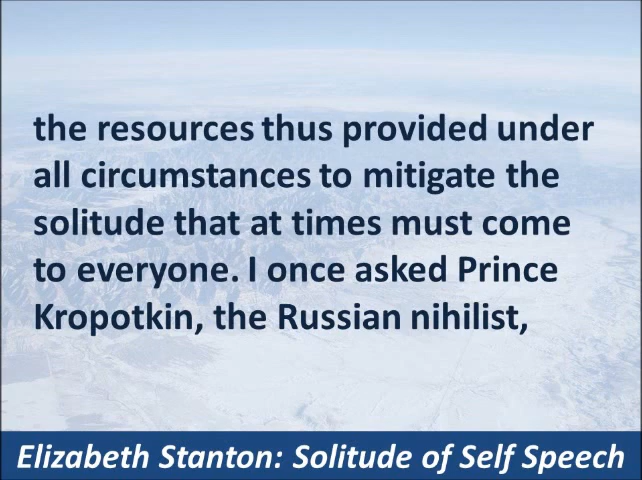 the resources thus provided under
all circumstances to mitigate the
solitude that at times must come
to everyone. I once asked Prince
Kropotkin, the Russian nihilist,
Elizabeth Stanton: Solitude of Self Speech